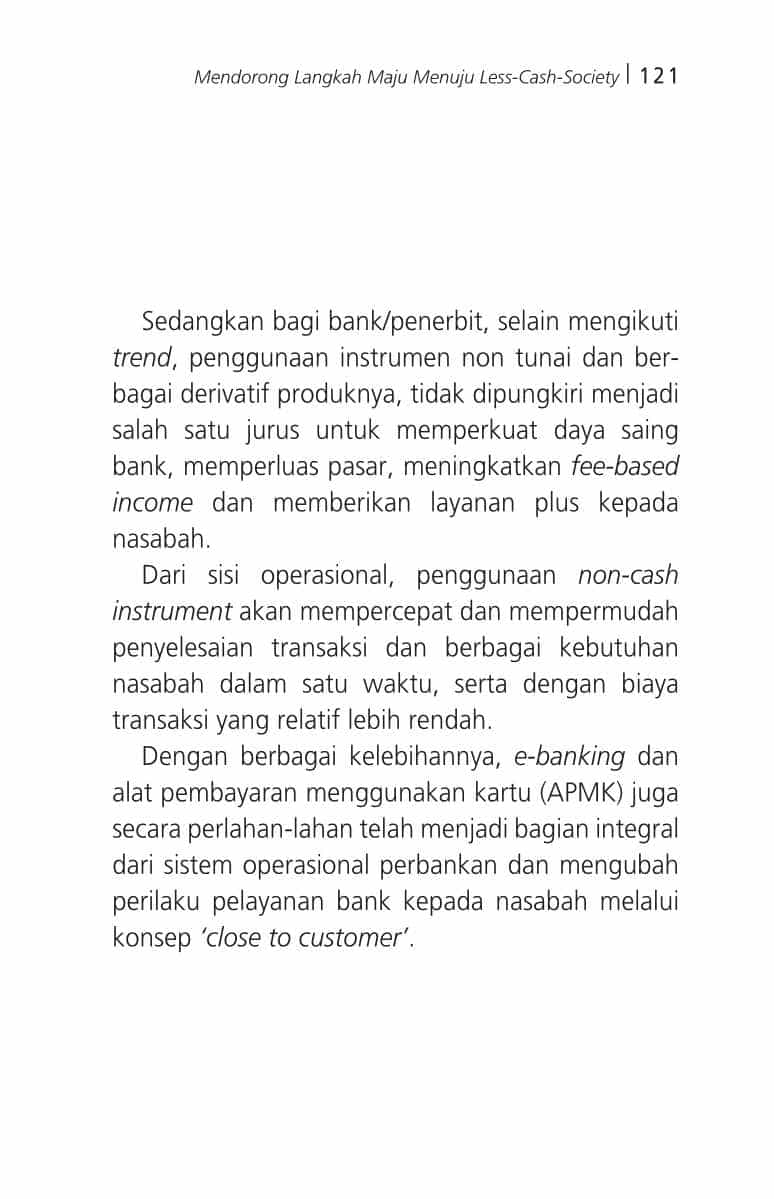 Mendorong Langkah Maju Menuju Less-Cash-Society | 121
Sedangkan bagi bank/penerbit, selain mengikuti
trend, penggunaan instrumen non tunai dan ber-
bagai derivatif produknya, tidak dipungkiri menjadi
salah satu jurus untuk memperkuat daya saing
bank, memperluas pasar, meningkatkan fee-based
income dan memberikan layanan plus kepada
nasabah.
Dari sisi operasional, penggunaan non-cash
instrument akan mempercepat dan mempermudah
penyelesaian transaksi dan berbagai kebutuhan
nasabah dalam satu waktu, serta dengan biaya
transaksi yang relatif lebih rendah.
Dengan berbagai kelebihannya, e-banking dan
alat pembayaran menggunakan kartu (APMK) juga
secara perlahan-lahan telah menjadi bagian integral
dari sistem operasional perbankan dan mengubah
perilaku pelayanan bank kepada nasabah melalui
konsep ‘close to customer’.